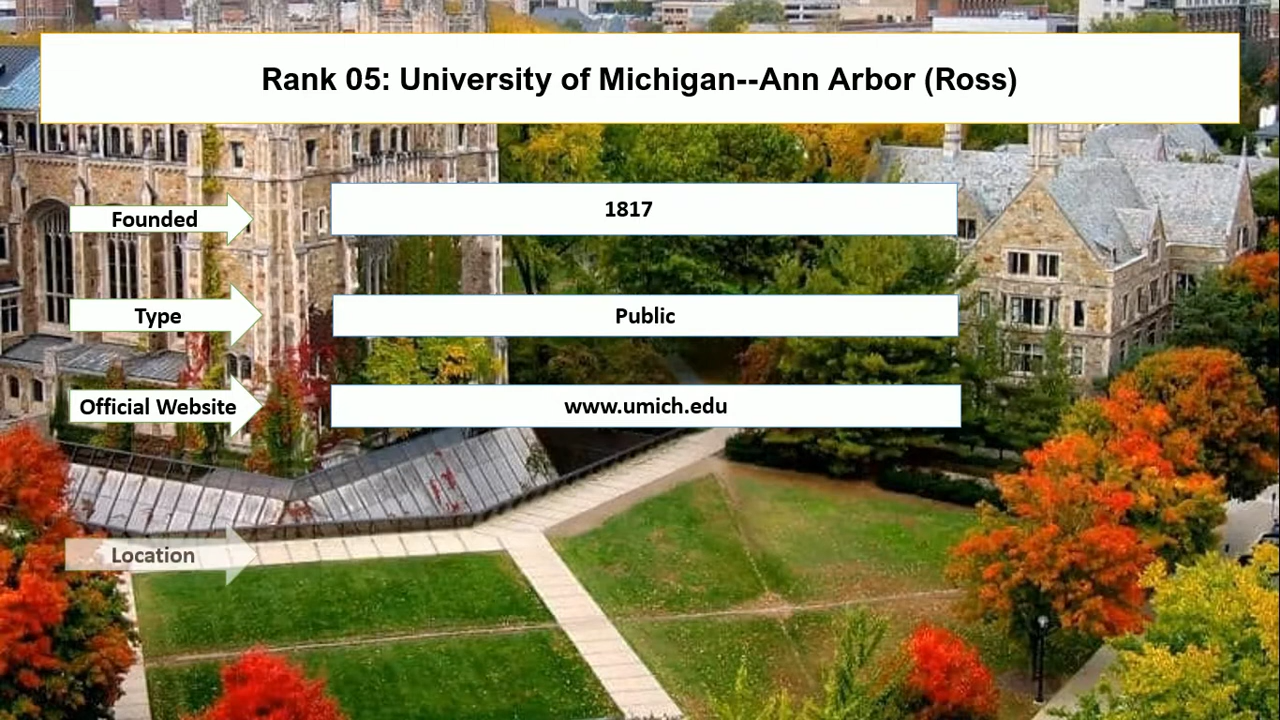 Rank 05: University of Michigan--Ann Arbor (Ross)
Founded
1817
Type
Public
Official Website
www.umich.edu
Location